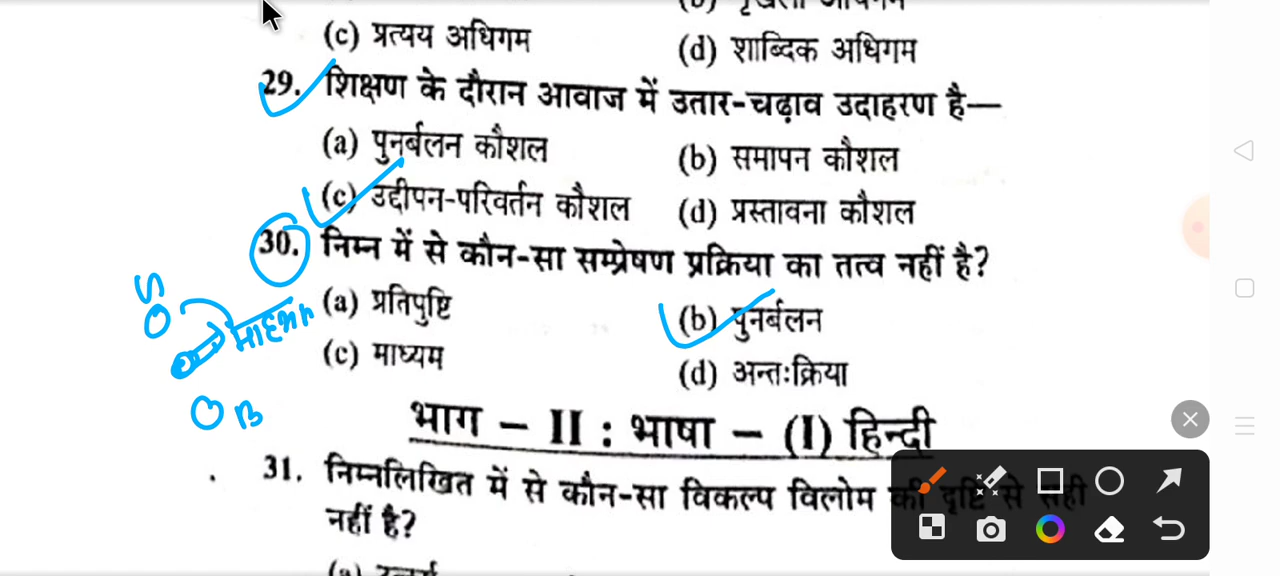 (c) प्रत्यय अधिगम
(d) शाब्दिक अधिगम
29. शिक्षण के दौरान आवाज में उतार-चढ़ाव उदाहरण है—
(a) पुनर्बलन कौशल
(b) समापन कौशल
(c) उद्दीपन-परिवर्तन कौशल
(d) प्रस्तावना कौशल
30. निम्न में से कौन-सा सम्प्रेषण प्रक्रिया का तत्व नहीं है?
(a) प्रतिपुष्टि
(b) पुनर्बलन
(c) माध्यम
(d) अन्तःक्रिया
S
माध्यम
B
भाग – II : भाषा – (I) हिन्दी
31. निम्नलिखित में से कौन-सा विकल्प विलोम की दृष्टि से सही
नहीं है?